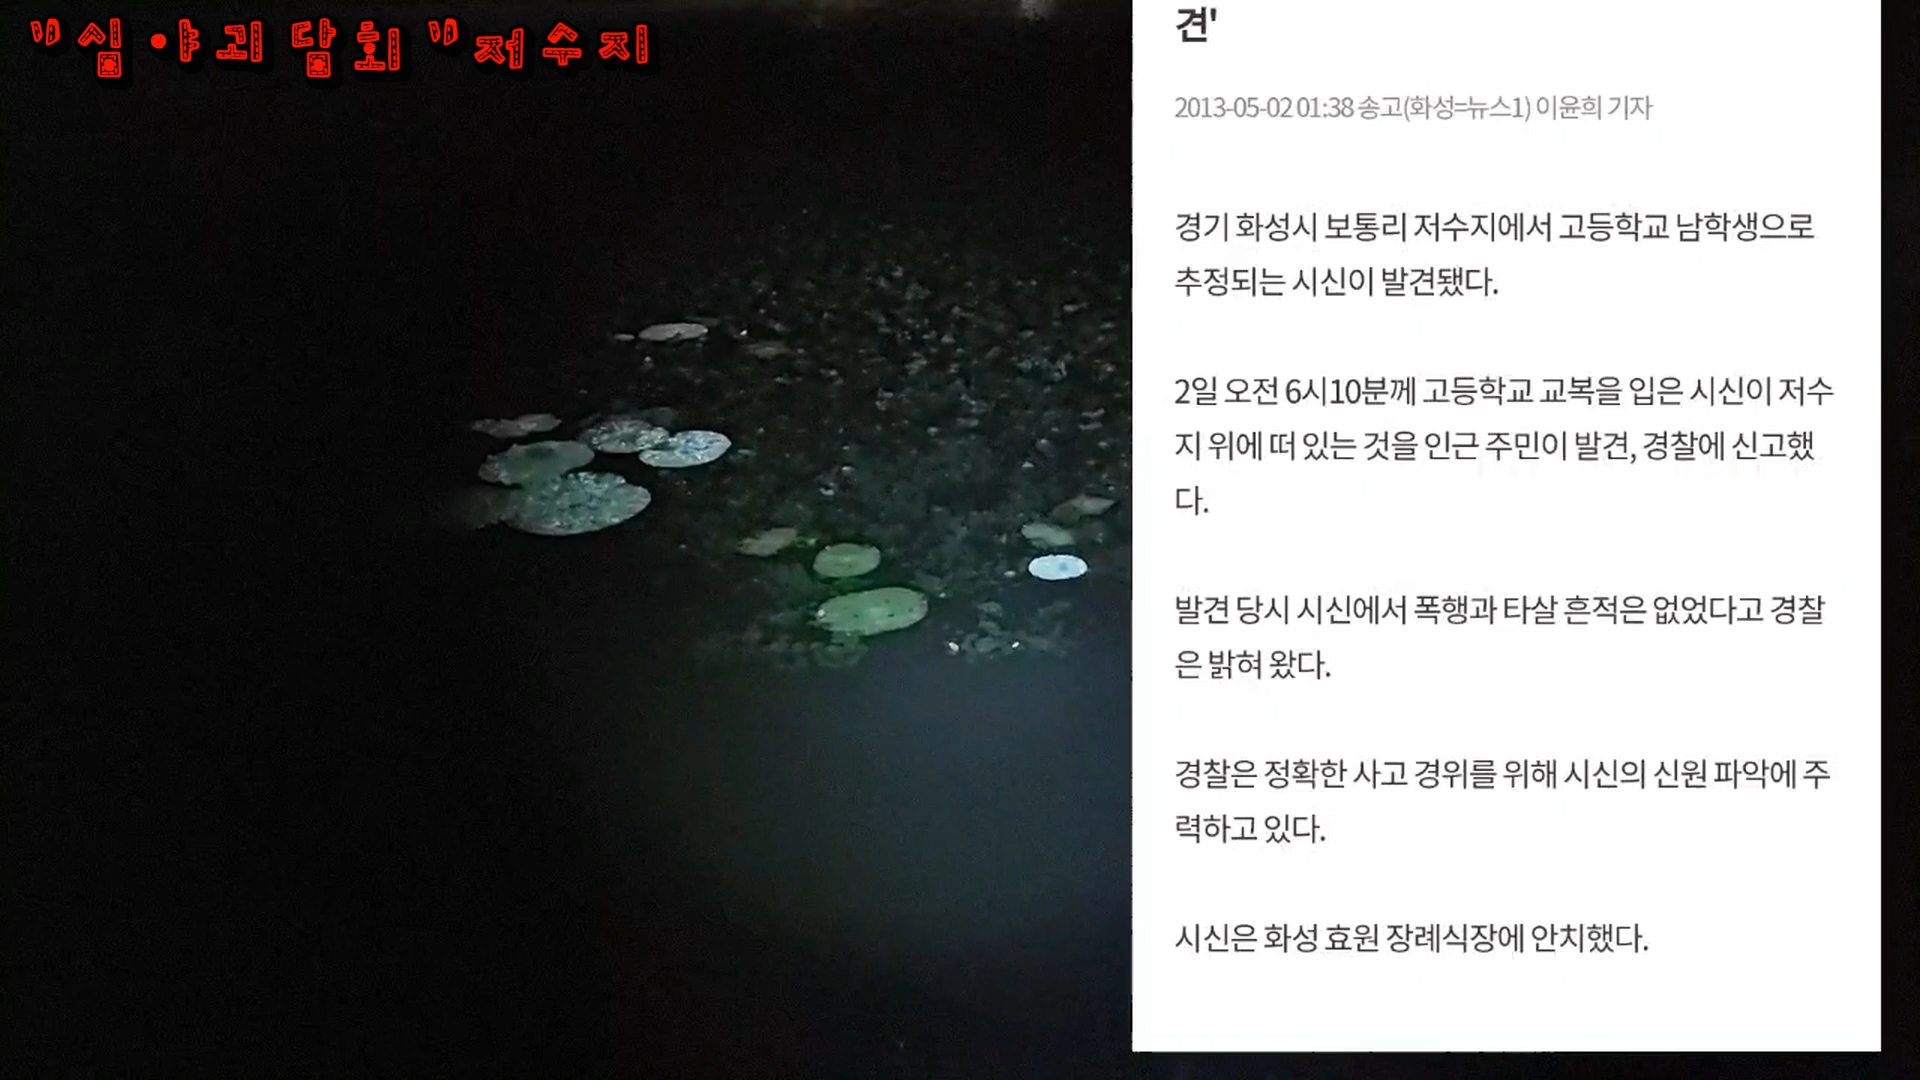 "심야괴담회"저수지
견'
2013-05-02 01:38 송고(화성=뉴스1) 이윤희 기자
경기 화성시 보통리 저수지에서 고등학교 남학생으로
추정되는 시신이 발견됐다.
2일 오전 6시10분께 고등학교 교복을 입은 시신이 저수
지 위에 떠 있는 것을 인근 주민이 발견, 경찰에 신고했
다.
발견 당시 시신에서 폭행과 타살 흔적은 없었다고 경찰
은 밝혀 왔다.
경찰은 정확한 사고 경위를 위해 시신의 신원 파악에 주
력하고 있다.
시신은 화성 효원 장례식장에 안치했다.